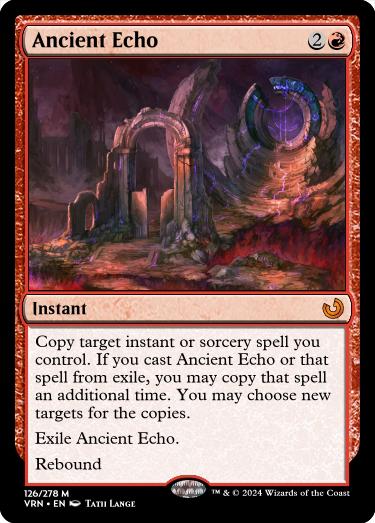 Ancient Echo 2
Instant
Copy target instant or sorcery spell you
control. If you cast Ancient Echo or that
spell from exile, you may copy that spell
an additional time. You may choose new
targets for the copies.
Exile Ancient Echo.
Rebound
126/278 M
VRN • EN Tatii Lange
™ & © 2024 Wizards of the Coast